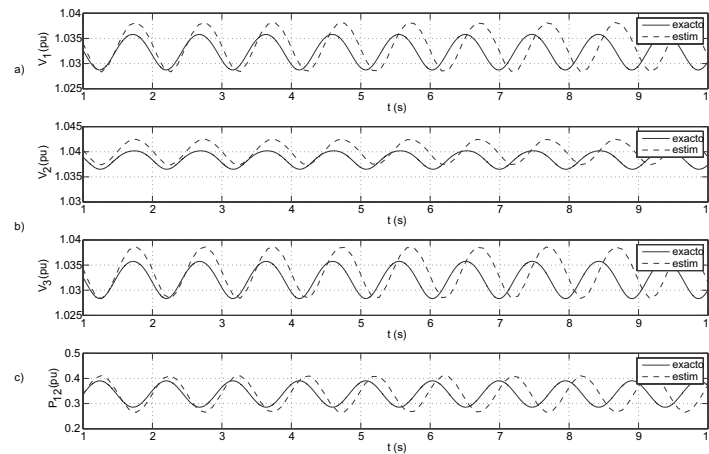 1.04
1.035
1.03
1.025
V1(pu)
a)
exacto
estim
1 2 3 4 5 6 7 8 9 1
t (s)
1.045
1.04
1.035
1.03
V2(pu)
exacto
estim
1 2 3 4 5 6 7 8 9 1
t (s)
b)
1.04
1.035
1.03
1.025
V3(pu)
exacto
estim
1 2 3 4 5 6 7 8 9 1
t (s)
c)
0.5
0.4
0.3
0.2
P12(pu)
exacto
estim
1 2 3 4 5 6 7 8 9 1
t (s)